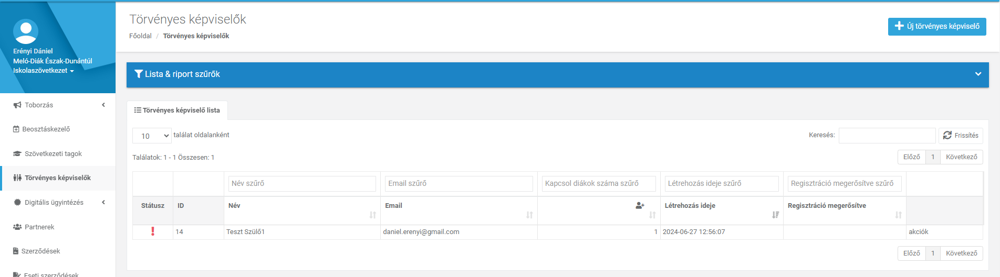 Erényi Dániel
Meló-Diák Észak-Dunántúl
Iskolaszövetkezet
Toborzás
Beosztáskezelő
Szövetkezeti tagok
Törvényes képviselők
Digitális ügyintézés
Partnerek
Szerződések
Eseti szerződések
Törvényes képviselők
Főoldal / Törvényes képviselők
Új törvényes képviselő
Lista & riport szűrők
Törvényes képviselő lista
10 találat oldalanként
Keresés: Frissítés
Találatok: 1 - 1 Összesen: 1
Előző 1 Következő
Név szűrő Email szűrő Kapcsol diákok száma szűrő Létrehozás ideje szűrő Regisztráció megerősítve szűrő
Státusz ID Név Email Létrehozás ideje Regisztráció megerősítve
14 Teszt Szülő1 daniel.erenyi@gmail.com 1 2024-06-27 12:56:07 akciók
Előző 1 Következő